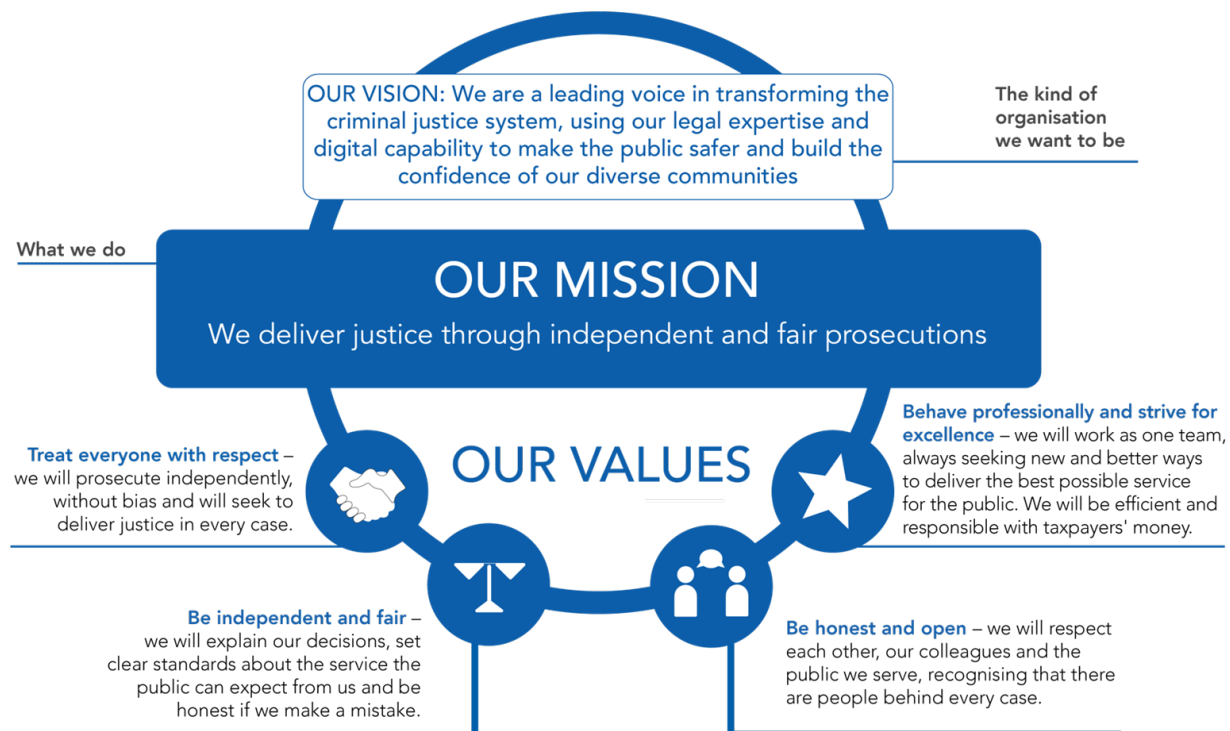 OUR VISION: We are a leading voice in transforming the
criminal justice system, using our legal expertise and
digital capability to make the public safer and build the
confidence of our diverse communities
The kind of
organisation
we want to be
What we do
OUR MISSION
We deliver justice through independent and fair prosecutions
OUR VALUES
Treat everyone with respect –
we will prosecute independently,
without bias and will seek to
deliver justice in every case.
Be independent and fair –
we will explain our decisions, set
clear standards about the service the
public can expect from us and be
honest if we make a mistake.
Be honest and open – we will respect
each other, our colleagues and the
public we serve, recognising that there
are people behind every case.
Behave professionally and strive for
excellence – we will work as one team,
always seeking new and better ways
to deliver the best possible service
for the public. We will be efficient and
responsible with taxpayers' money.